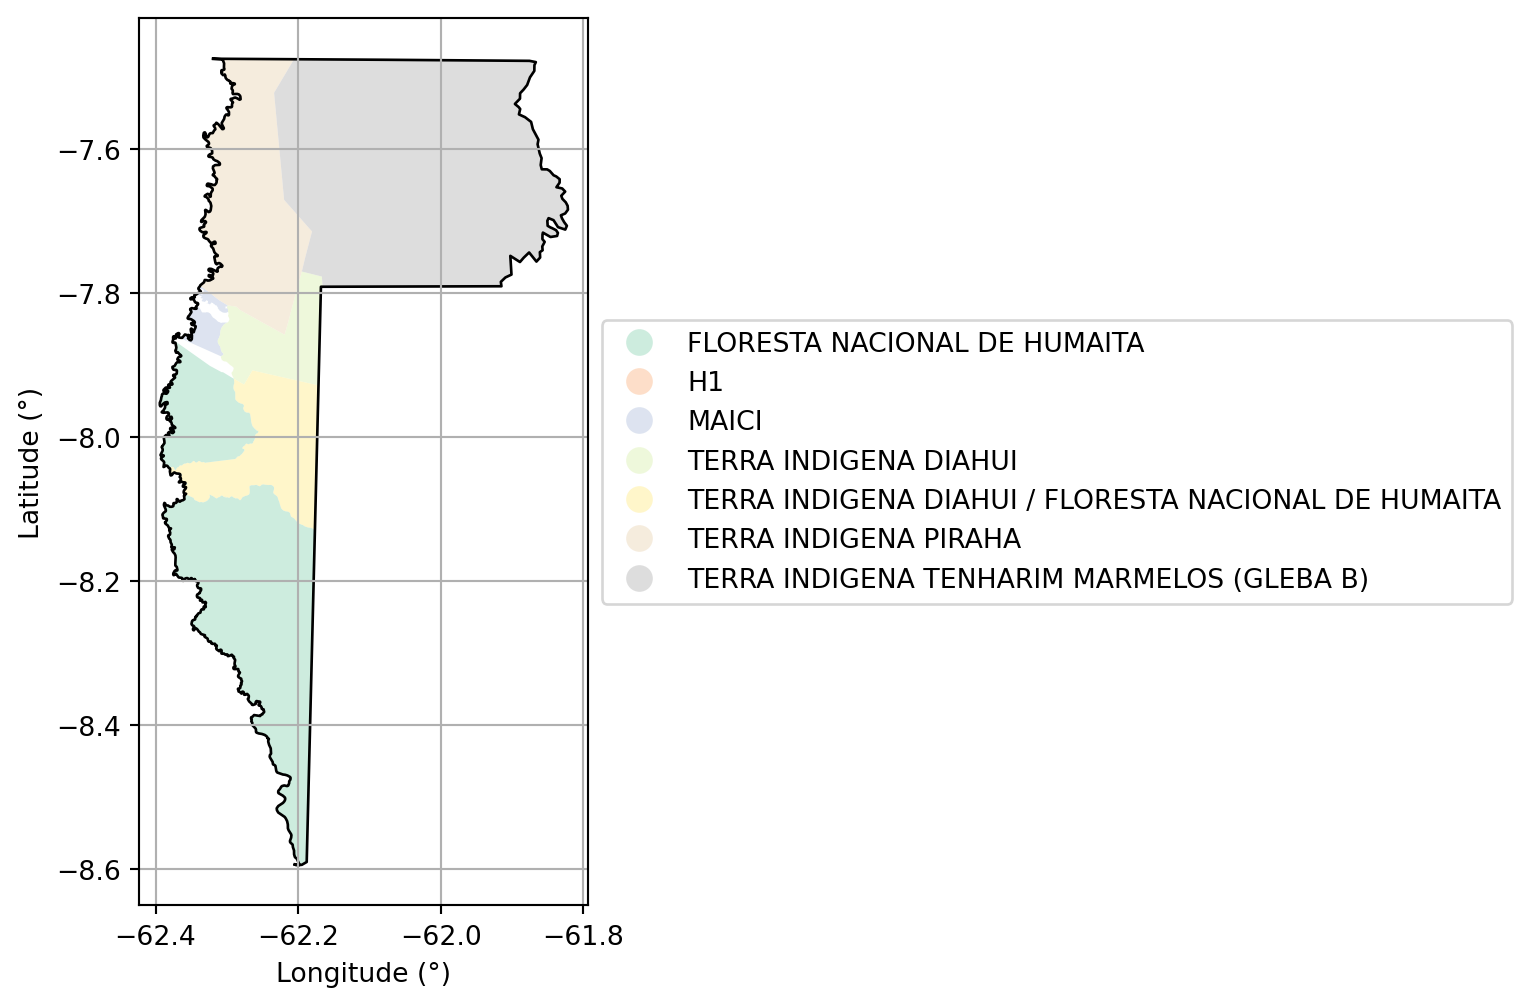 −7.6
−7.8
−8.0
−8.2
−8.4
−8.6
Latitude (°)
−62.4 −62.2 −62.0 −61.8
Longitude (°)
FLORESTA NACIONAL DE HUMAITA
H1
MAICI
TERRA INDIGENA DIAHUI
TERRA INDIGENA DIAHUI / FLORESTA NACIONAL DE HUMAITA
TERRA INDIGENA PIRAHA
TERRA INDIGENA TENHARIM MARMELOS (GLEBA B)